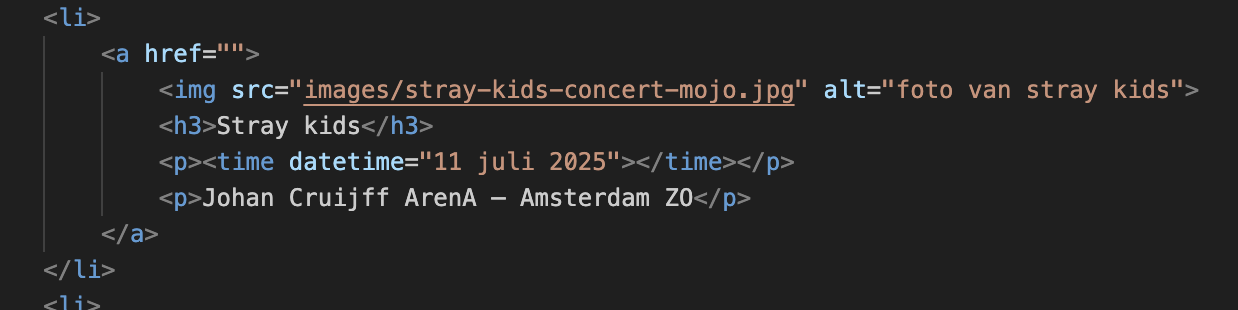 <li>
<a href="">
<img src="images/stray-kids-concert-mojo.jpg" alt="foto van stray kids">
<h3>Stray kids</h3>
<p><time datetime="11 juli 2025"></time></p>
<p>Johan Cruijff ArenA – Amsterdam ZO</p>
</a>
</li>
<li>